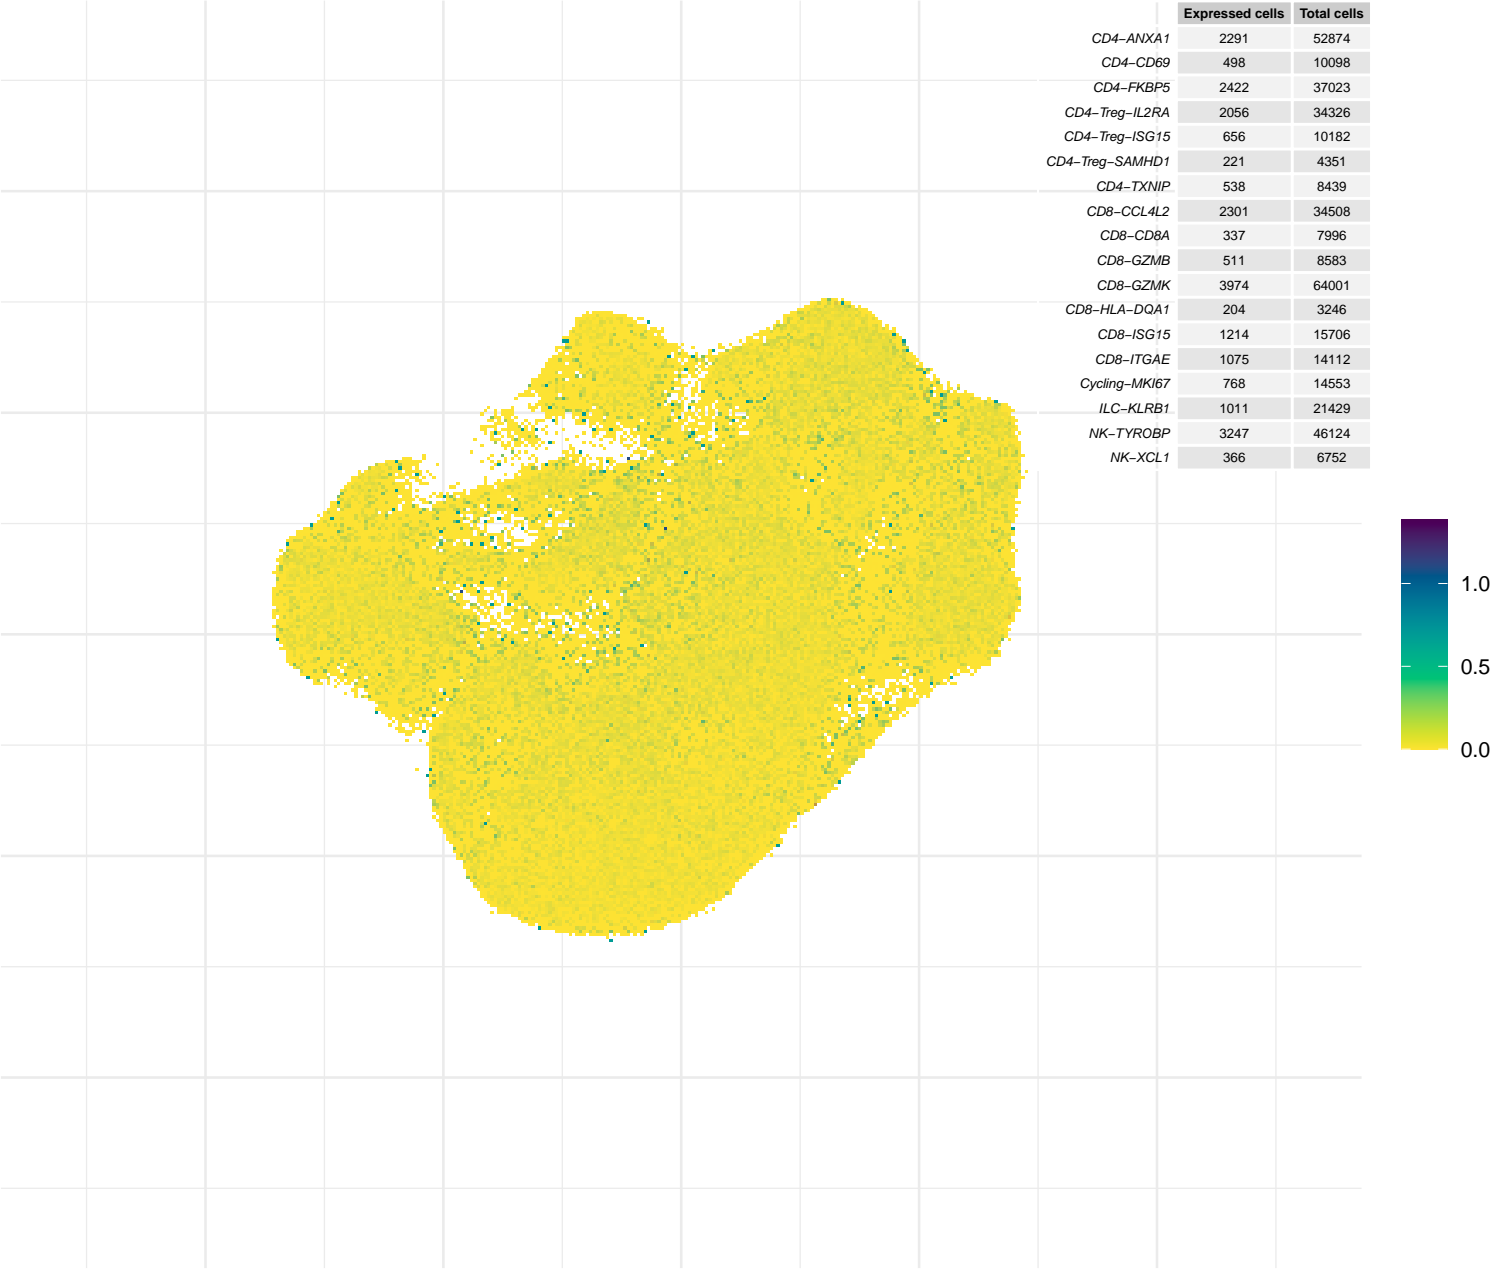 Expressed cells Total cells
CD4−ANXA1 2291 52874
CD4−CD69 498 10098
CD4−FKBP5 2422 37023
CD4−Treg−IL2RA 2056 34326
CD4−Treg−ISG15 656 10182
CD4−Treg−SAMHD1 221 4351
CD4−TXNIP 538 8439
CD8−CCL4L2 2301 34508
CD8−CD8A 337 7996
CD8−GZMB 511 8583
CD8−GZMK 3974 64001
CD8−HLA−DQA1 204 3246
CD8−ISG15 1214 15706
CD8−ITGAE 1075 14112
Cycling−MKI67 768 14553
ILC−KLRB1 1011 21429
NK−TYROBP 3247 46124
NK−XCL1 366 6752
1.0
0.5
0.0